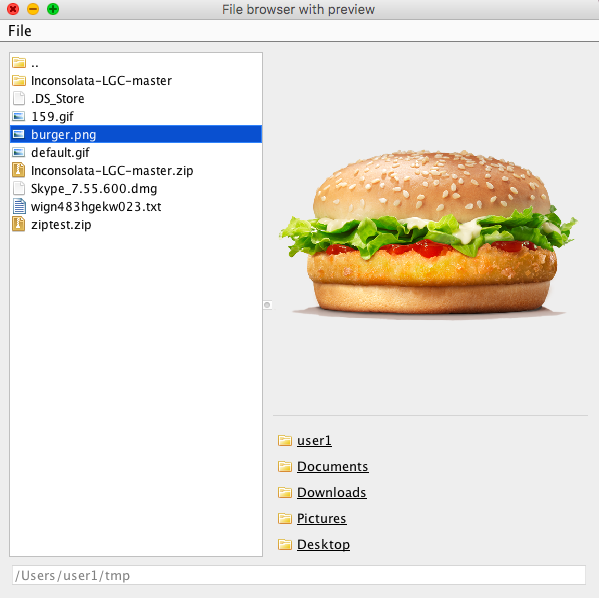 File browser with preview
File
..
Inconsolata-LGC-master
.DS_Store
159.gif
burger.png
default.gif
Inconsolata-LGC-master.zip
Skype_7.55.600.dmg
wign483hgekw023.txt
ziptest.zip
user1
Documents
Downloads
Pictures
Desktop
/Users/user1/tmp